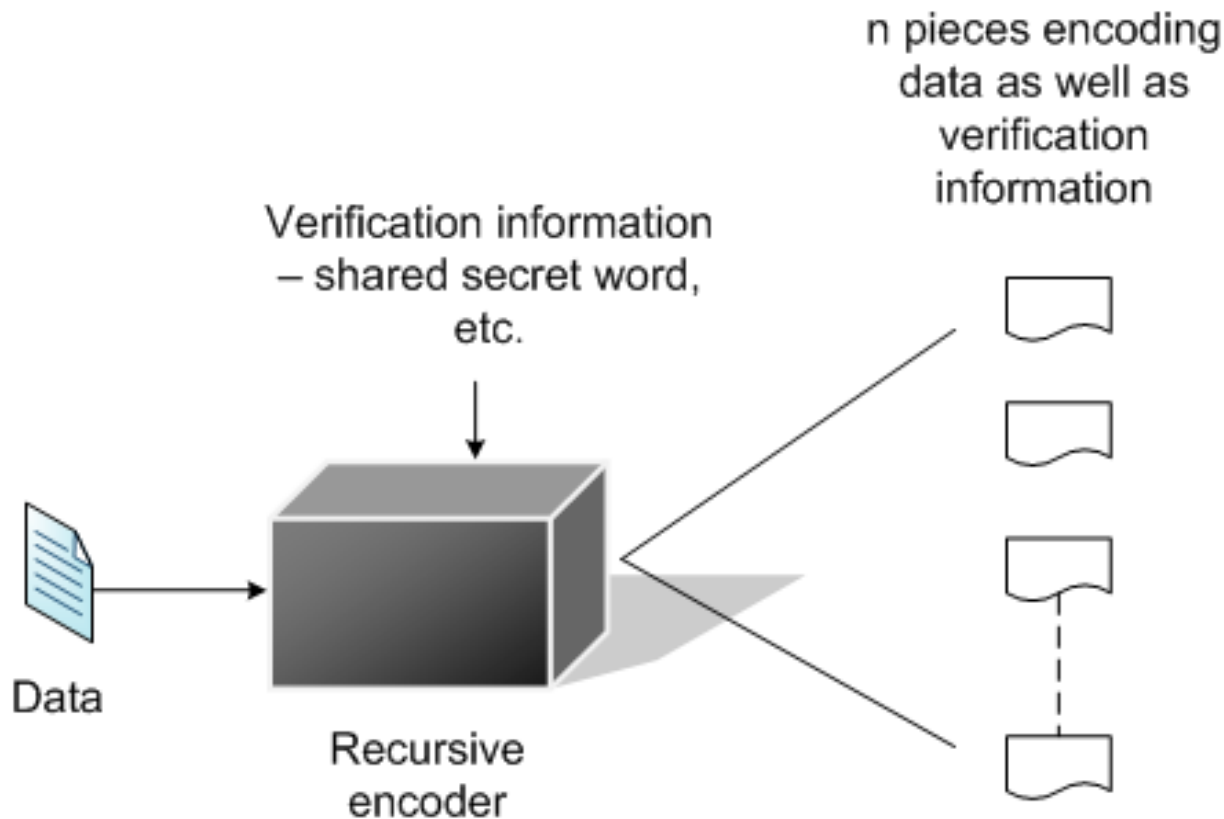 n pieces encoding
data as well as
verification
information
Verification information
– shared secret word,
etc.
Data
Recursive
encoder